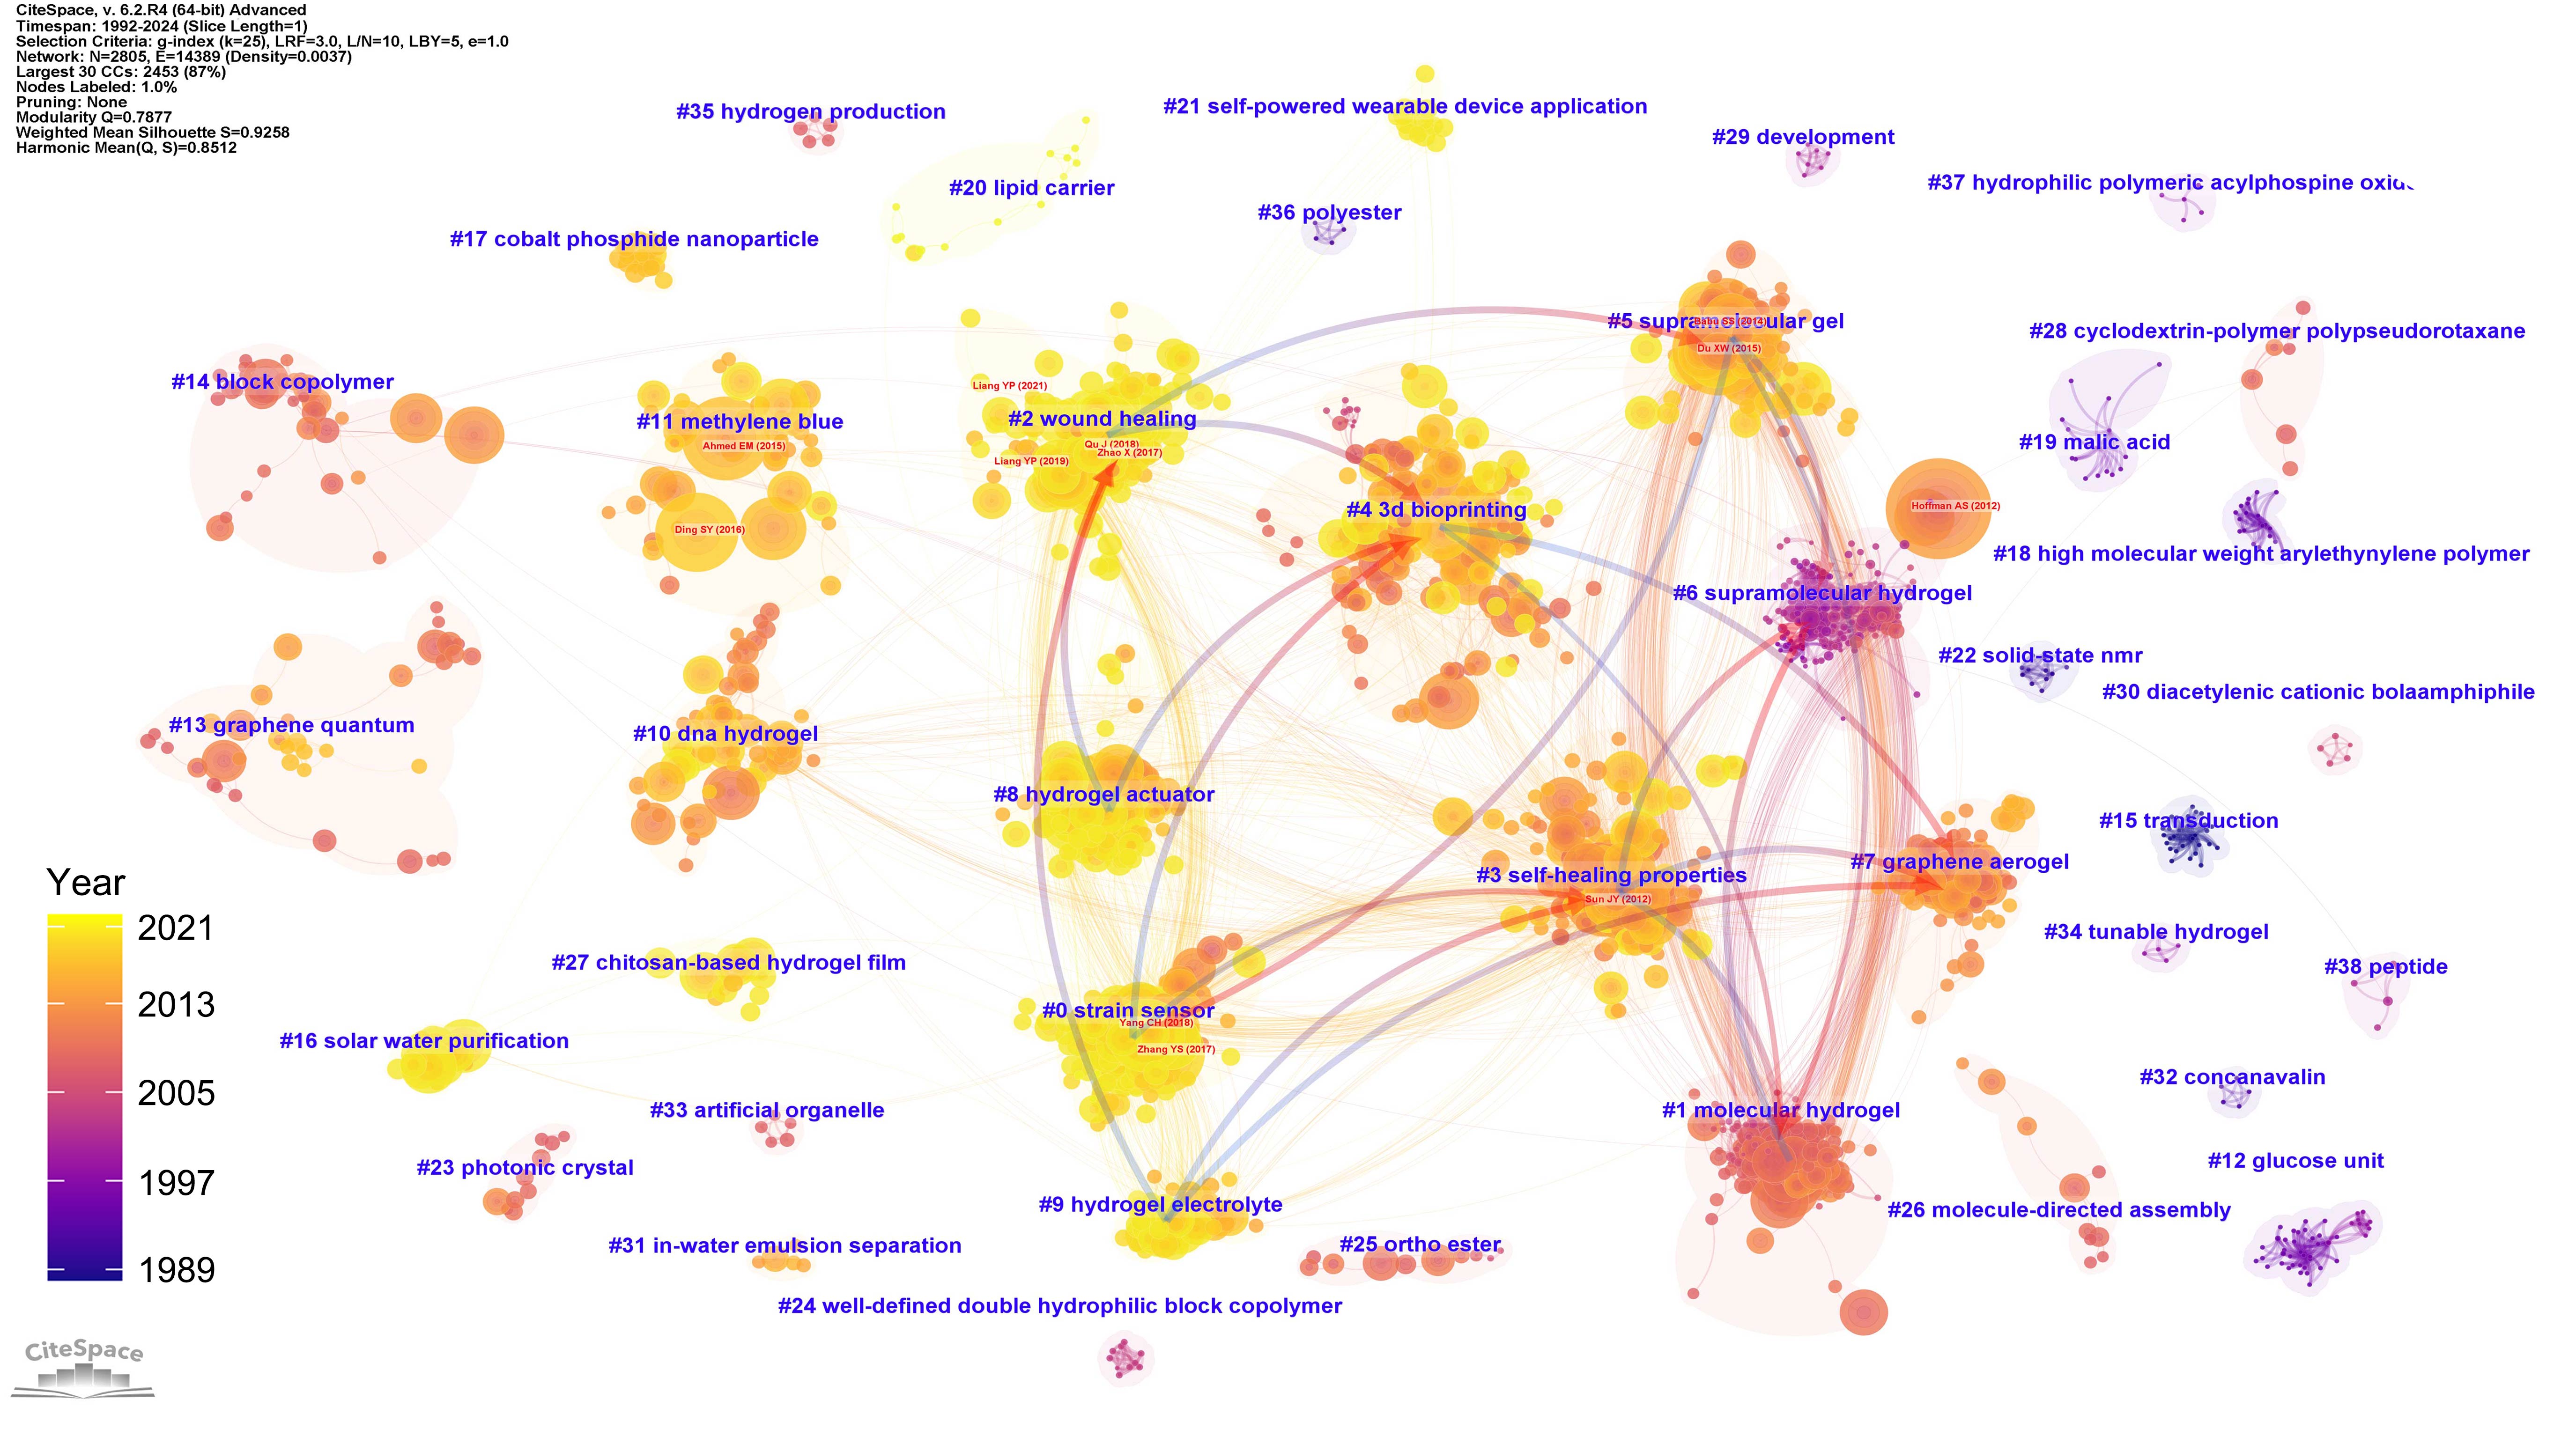 CiteSpace, v. 6.2.R4 (64-bit) Advanced
Timespan: 1992-2024 (Slice Length=1)
Selection Criteria: g-index (k=25), LRF=3.0, L/N=10, LBY=5, e=1.0
Network: N=2805, E=14389 (Density=0.0037)
Largest 30 CCs: 2453 (87%)
Nodes Labeled: 1.0%
Pruning: None
Modularity Q=0.7877
Weighted Mean Silhouette S=0.9258
Harmonic Mean(Q, S)=0.8512
#35 hydrogen production
#21 self-powered wearable device application
#29 development
#20 lipid carrier
#37 hydrophilic polymeric acylphospine
#36 polyester
#17 cobalt phosphide nanoparticle
#5 supramolecular gel
Babu SS (2014)
Du XW (2015)
#28 cyclodextrin-polymer polypseudorotaxane
#14 block copolymer
Liang YP (2021)
#11 methylene blue
#2 wound healing
Ahmed EM (2015)
Qu J (2018)
Zhao X (2017)
Liang YP (2019)
#19 malic acid
#4 3d bioprinting
Hoffman AS (2012)
Ding SY (2016)
#18 high molecular weight arylethynylene polymer
#6 supramolecular hydrogel
#22 solid-state nmr
#30 diacetylenic cationic bolaamphiphile
#13 graphene quantum
#10 dna hydrogel
#8 hydrogel actuator
#15 transduction
#3 self-healing properties
Sun JY (2012)
#7 graphene aerogel
#34 tunable hydrogel
#27 chitosan-based hydrogel film
#38 peptide
#0 strain sensor
Yang CH (2018)
Zhang YS (2017)
#16 solar water purification
#32 concanavalin
#33 artificial organelle
#1 molecular hydrogel
#23 photonic crystal
#12 glucose unit
#9 hydrogel electrolyte
#26 molecule-directed assembly
#31 in-water emulsion separation
#25 ortho ester
#24 well-defined double hydrophilic block copolymer
Year
2021
2013
2005
1997
1989
CiteSpace